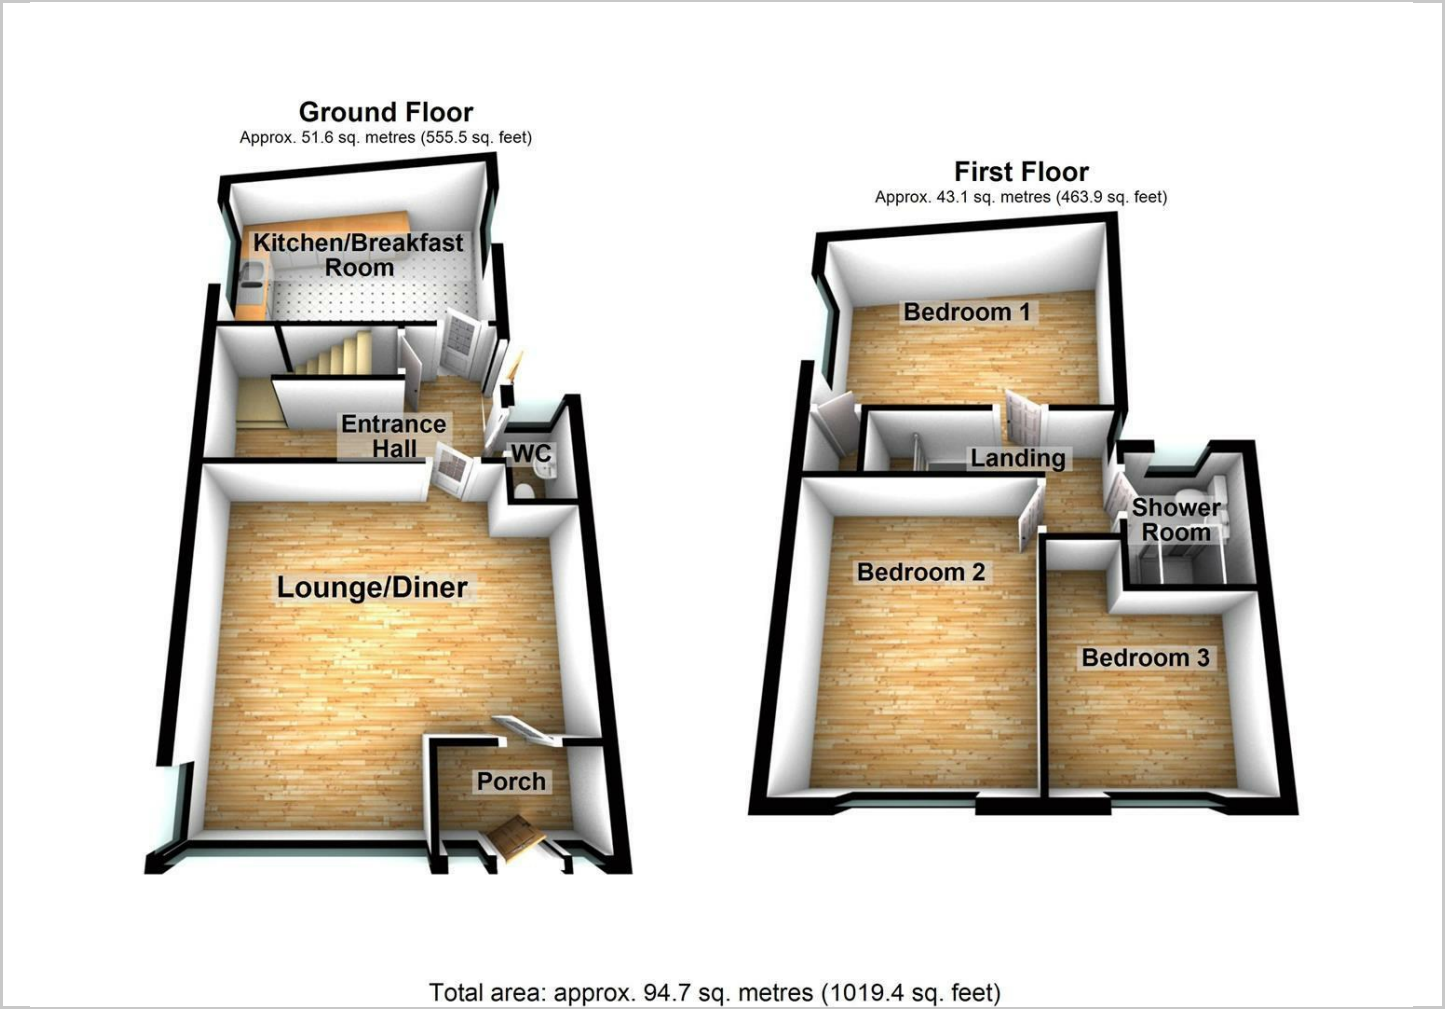 Ground Floor
Approx. 51.6 sq. metres (555.5 sq. feet)
Kitchen/Breakfast
Room
Entrance
Hall
WC
Lounge/Diner
Porch
First Floor
Approx. 43.1 sq. metres (463.9 sq. feet)
Bedroom 1
Landing
Shower
Room
Bedroom 2
Bedroom 3
Total area: approx. 94.7 sq. metres (1019.4 sq. feet)